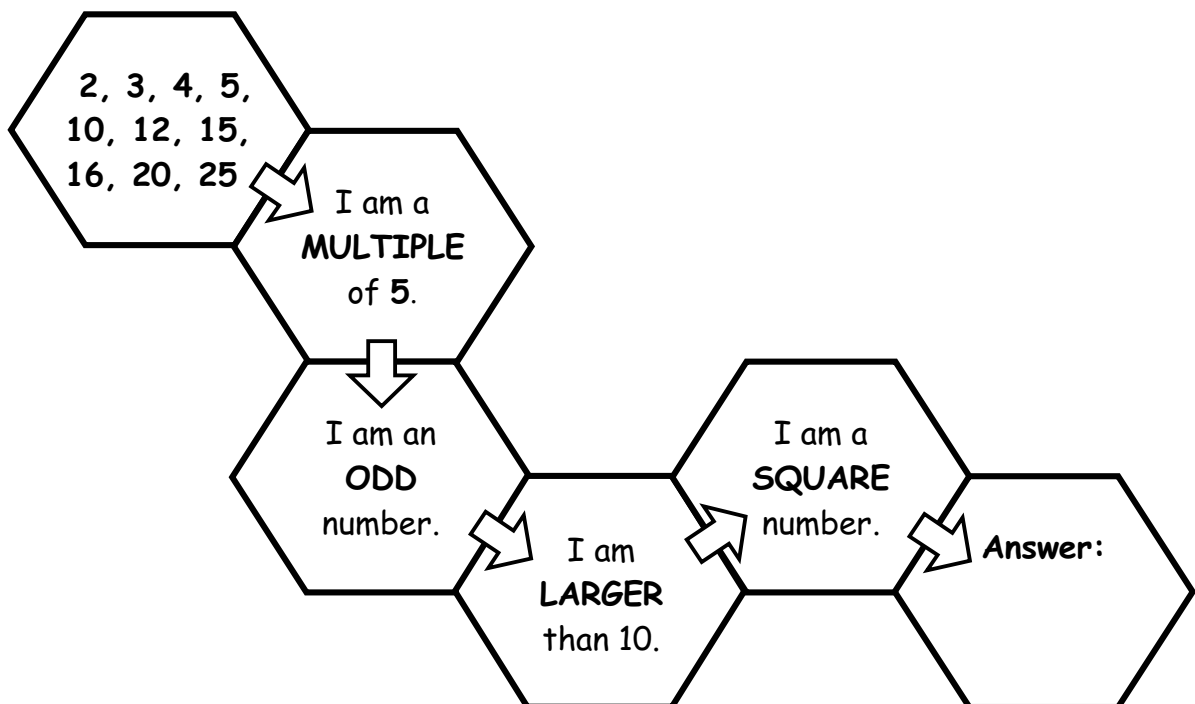 2, 3, 4, 5,
10, 12, 15,
16, 20, 25
I am a
MULTIPLE
of 5.
I am an
ODD
number.
I am
LARGER
than 10.
I am a
SQUARE
number.
Answer: